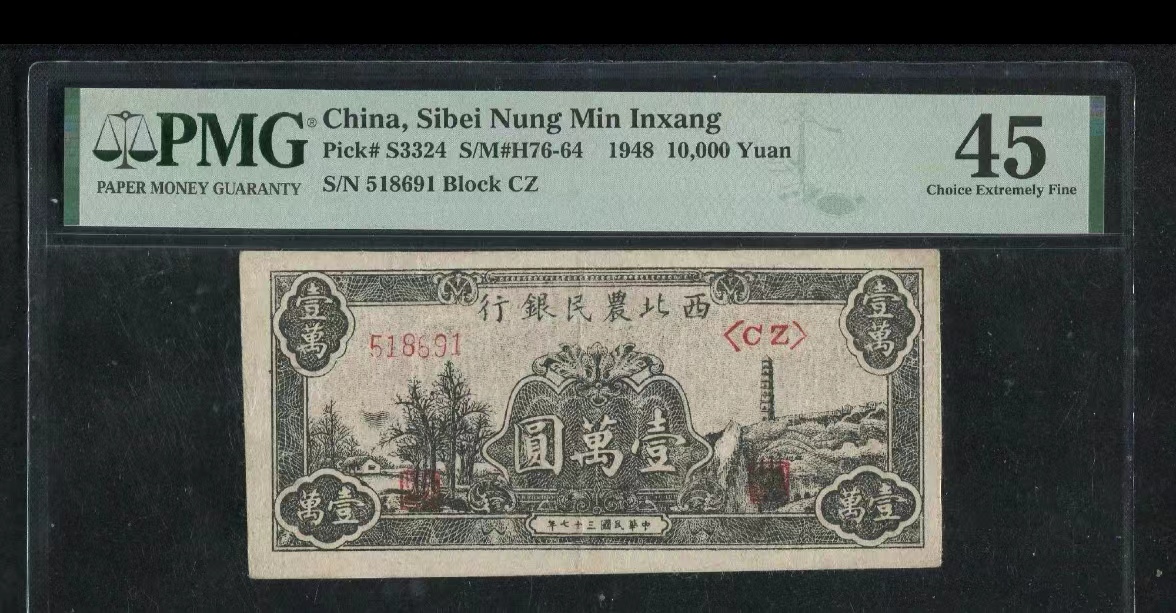 PMG®
PAPER MONEY GUARANTY
China, Sibei Nung Min Inxang
Pick# S3324 S/M#H76-64 1948 10,000 Yuan
S/N 518691 Block CZ
45
Choice Extremely Fine
壹萬
壹萬
西北農民銀行
518691
〈CZ〉
壹萬圓
壹萬
壹萬
中華民國三十七年